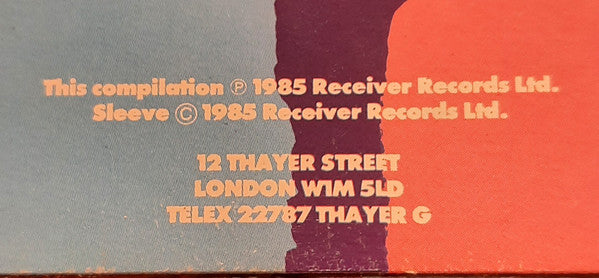 This compilation ℗ 1985 Receiver Records Ltd.
Sleeve © 1985 Receiver Records Ltd.
12 THAYER STREET
LONDON W1M 5LD
TELEX 22787 THAYER G